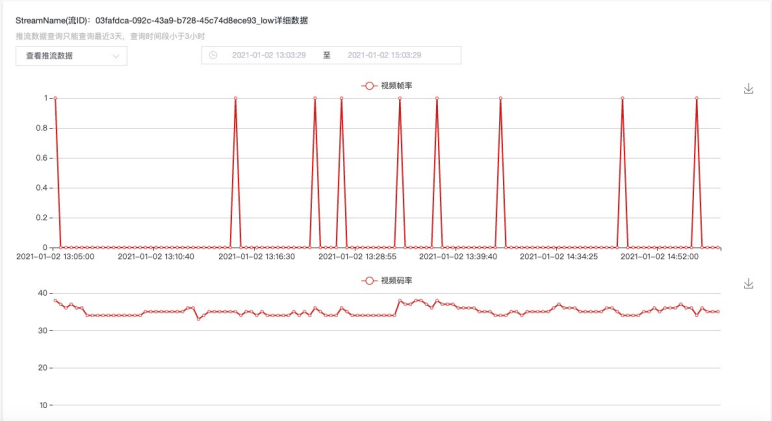 StreamName(流ID)：03fafdca-092c-43a9-b728-45c74d8ece93_low详细数据
推流数据查询只能查询最近3天，查询时间段小于3小时
查看推流数据 2021-01-02 13:03:29 至 2021-01-02 15:03:29
视频帧率
1
0.8
0.6
0.4
0.2
0
2021-01-02 13:05:00 2021-01-02 13:10:40 2021-01-02 13:16:30 2021-01-02 13:28:55 2021-01-02 13:39:40 2021-01-02 14:34:25 2021-01-02 14:52:00
视频码率
40
30
20
10